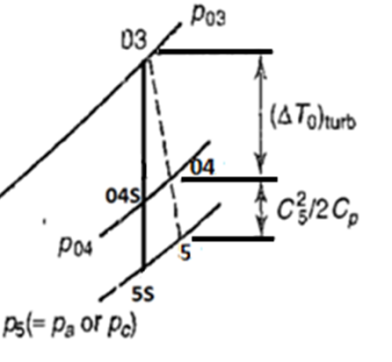 p03
03
(ΔT0)turb
04
04S
C5²/2Cp
p04
5
5S
p5(= pa or pc)